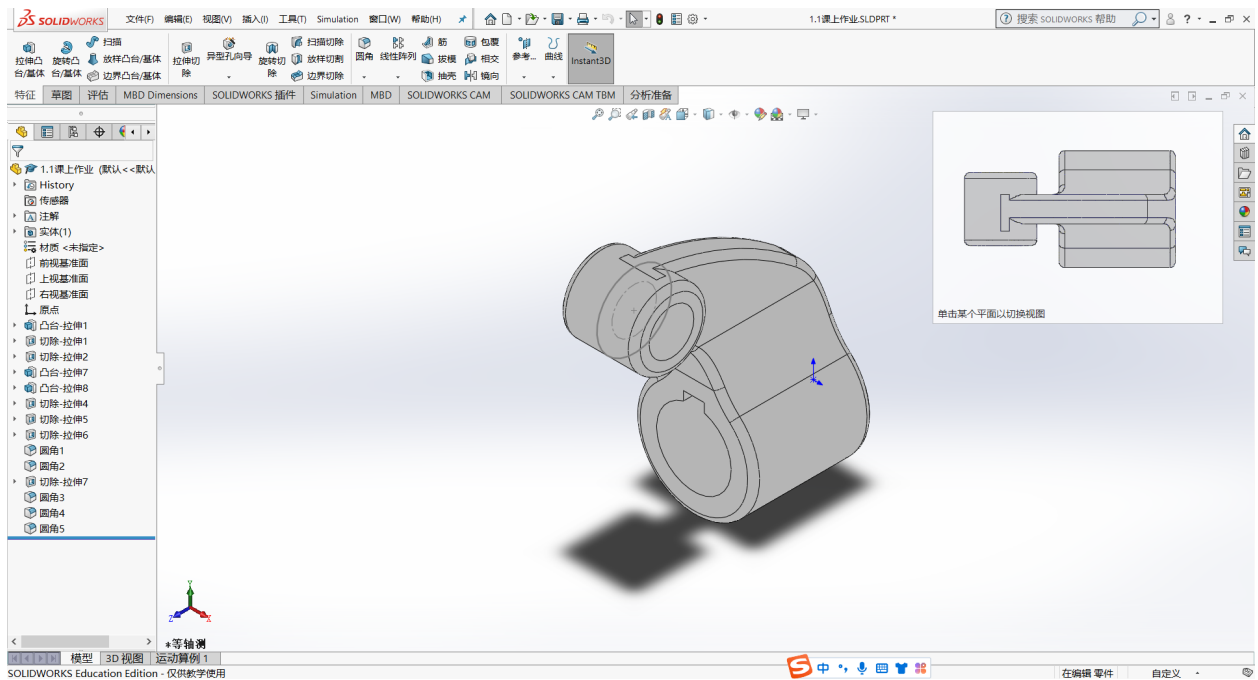 SOLIDWORKS 文件(F) 编辑(E) 视图(V) 插入(I) 工具(T) Simulation 窗口(W) 帮助(H) 1.1课上作业.SLDPRT * 搜索 SOLIDWORKS 帮助
拉伸凸台/基体 旋转凸台/基体 扫描 放样凸台/基体 边界凸台/基体 拉伸切除 异型孔向导 旋转切除 扫描切除 放样切割 边界切除 圆角 线性阵列 筋 拔模 抽壳 包覆 相交 镜向 参考... 曲线 Instant3D
特征 草图 评估 MBD Dimensions SOLIDWORKS 插件 Simulation MBD SOLIDWORKS CAM SOLIDWORKS CAM TBM 分析准备
1.1课上作业 (默认<<默认
History
传感器
注解
实体(1)
材质 <未指定>
前视基准面
上视基准面
右视基准面
原点
凸台-拉伸1
切除-拉伸1
切除-拉伸2
凸台-拉伸7
凸台-拉伸8
切除-拉伸4
切除-拉伸5
切除-拉伸6
圆角1
圆角2
切除-拉伸7
圆角3
圆角4
圆角5
单击某个平面以切换视图
Y
Z X
*等轴测
模型 3D 视图 运动算例 1
SOLIDWORKS Education Edition - 仅供教学使用 中 在编辑 零件 自定义